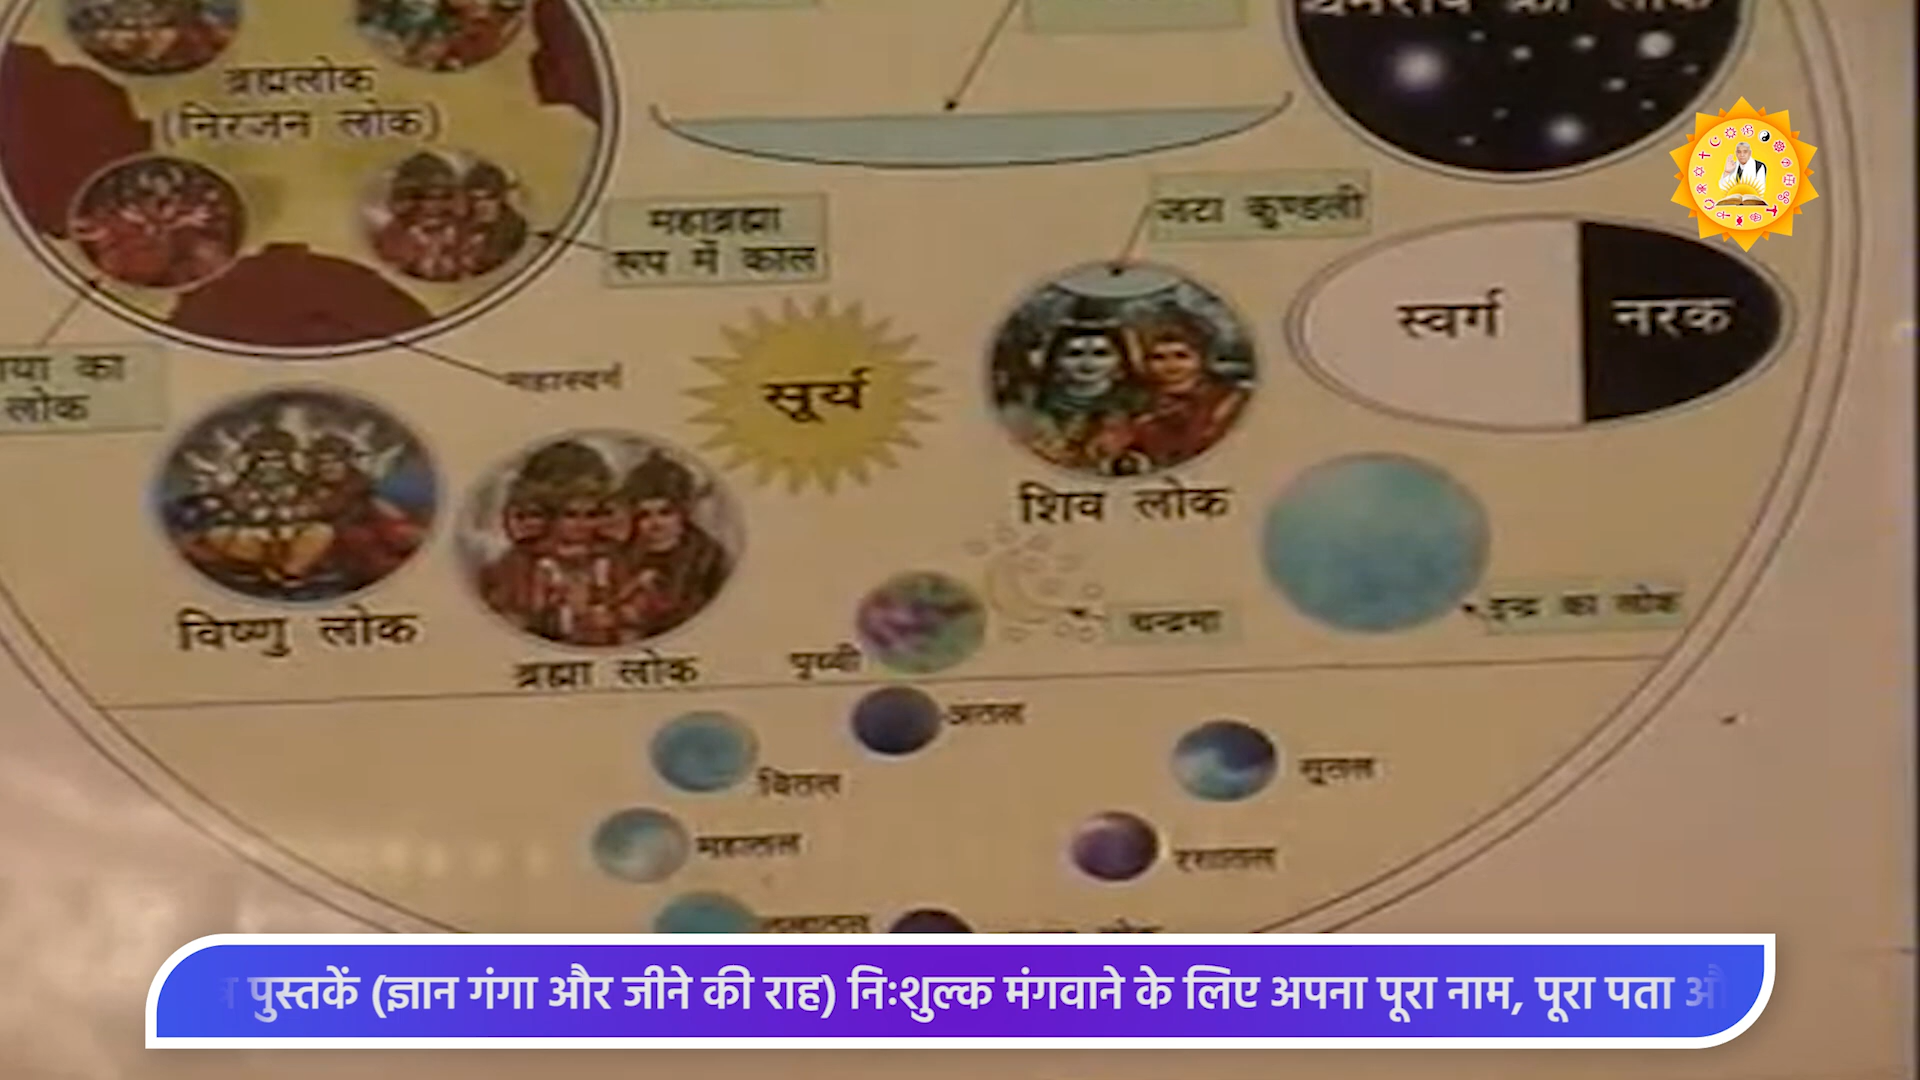 ब्रह्मलोक
(निरंजन लोक)
महाब्रह्मा
रूप में काल
जटा कुण्डली
स्वर्ग
नरक
का
लोक
महास्वर्ग
सूर्य
शिव लोक
विष्णु लोक
ब्रह्मा लोक
पृथ्वी
चन्द्रमा
इन्द्र का लोक
अतल
वितल
सुतल
महातल
रसातल
पुस्तकें (ज्ञान गंगा और जीने की राह) निःशुल्क मंगवाने के लिए अपना पूरा नाम, पूरा पता